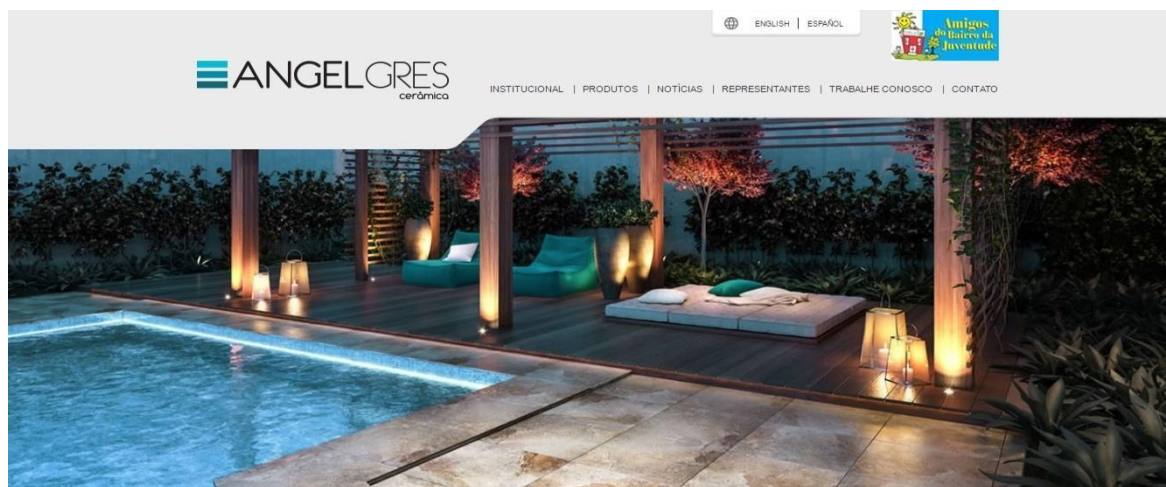 ENGLISH | ESPAÑOL
Amigos
do Bairro da
Juventude
ANGELGRES
cerâmica
INSTITUCIONAL | PRODUTOS | NOTÍCIAS | REPRESENTANTES | TRABALHE CONOSCO | CONTATO